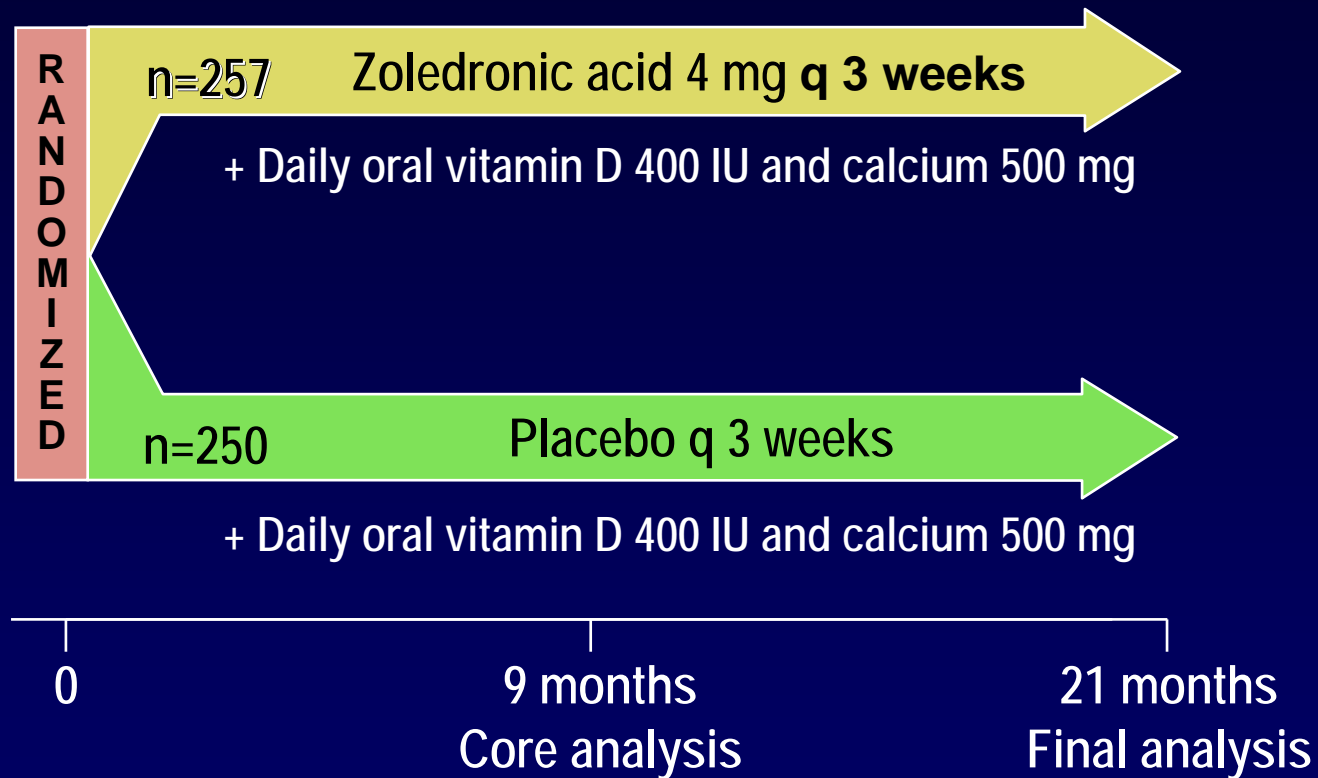 RANDOMIZED
n=257
Zoledronic acid 4 mg q 3 weeks
+ Daily oral vitamin D 400 IU and calcium 500 mg
n=250
Placebo q 3 weeks
+ Daily oral vitamin D 400 IU and calcium 500 mg
0
9 months
21 months
Core analysis
Final analysis